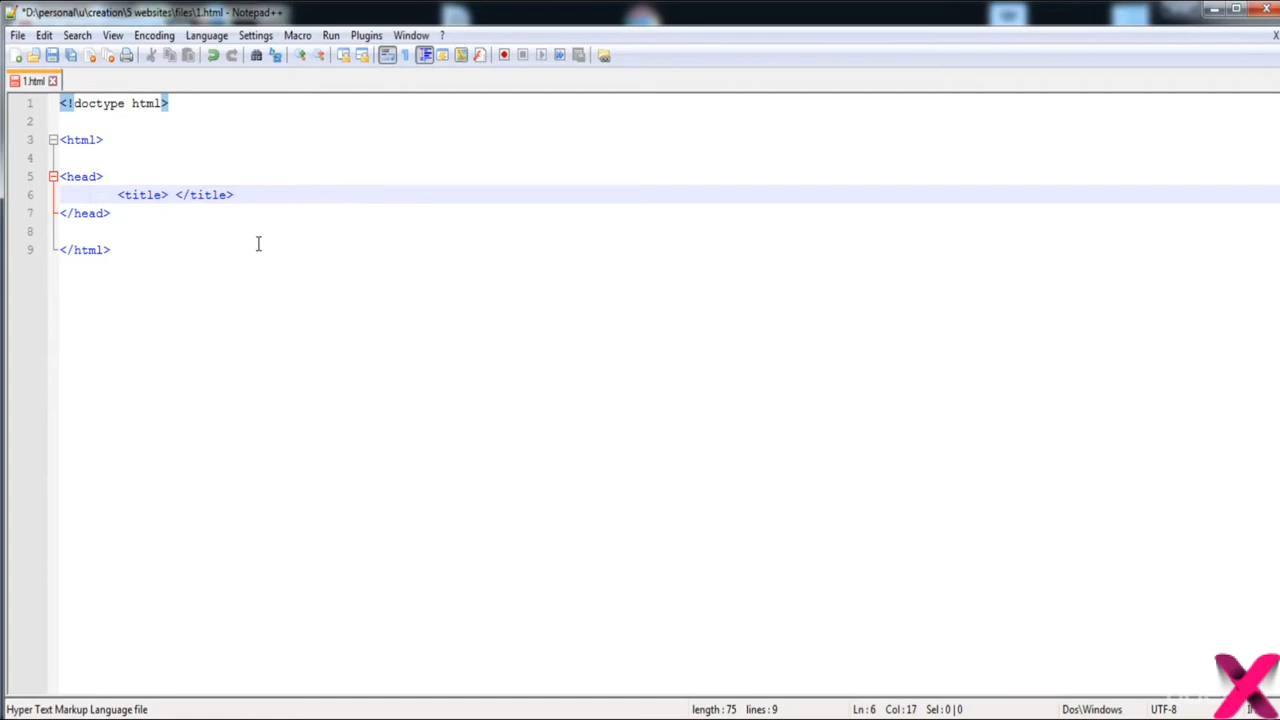 *D:\personal\u\creation\5 websites\files\1.html - Notepad++
File Edit Search View Encoding Language Settings Macro Run Plugins Window ? X
1.html
1 <!doctype html>
2
3 <html>
4
5 <head>
6 <title> </title>
7 </head>
8
9 </html>
Hyper Text Markup Language file length : 75 lines : 9 Ln : 6 Col : 17 Sel : 0 | 0 Dos\Windows UTF-8
X